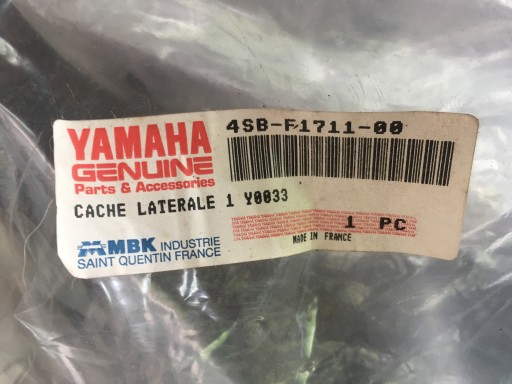 YAMAHA
GENUINE
Parts & Accessories
4SB-F1711-00
CACHE LATERALE 1 Y0033
1 PC
MADE IN FRANCE
MBK INDUSTRIE
SAINT QUENTIN FRANCE